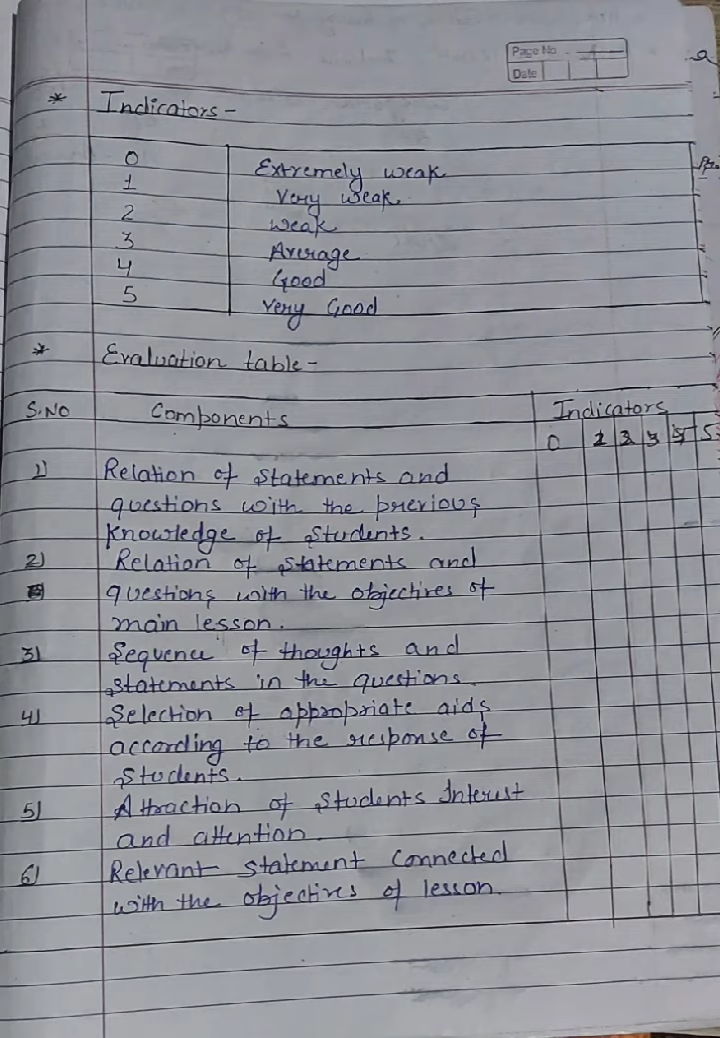 Page No
Date
* Indicators -
0 Extremely weak
1 Very weak
2 Weak
3 Average
4 Good
5 Very Good
* Evaluation table -
S.NO Components Indicators
0 1 2 3 4 5
1) Relation of statements and
questions with the previous
knowledge of students.
2) Relation of statements and
questions with the objectives of
main lesson.
3) Sequence of thoughts and
statements in the questions.
4) Selection of appropriate aids
according to the response of
students.
5) Attraction of students Interest
and attention.
6) Relevant statement connected
with the objectives of lesson.